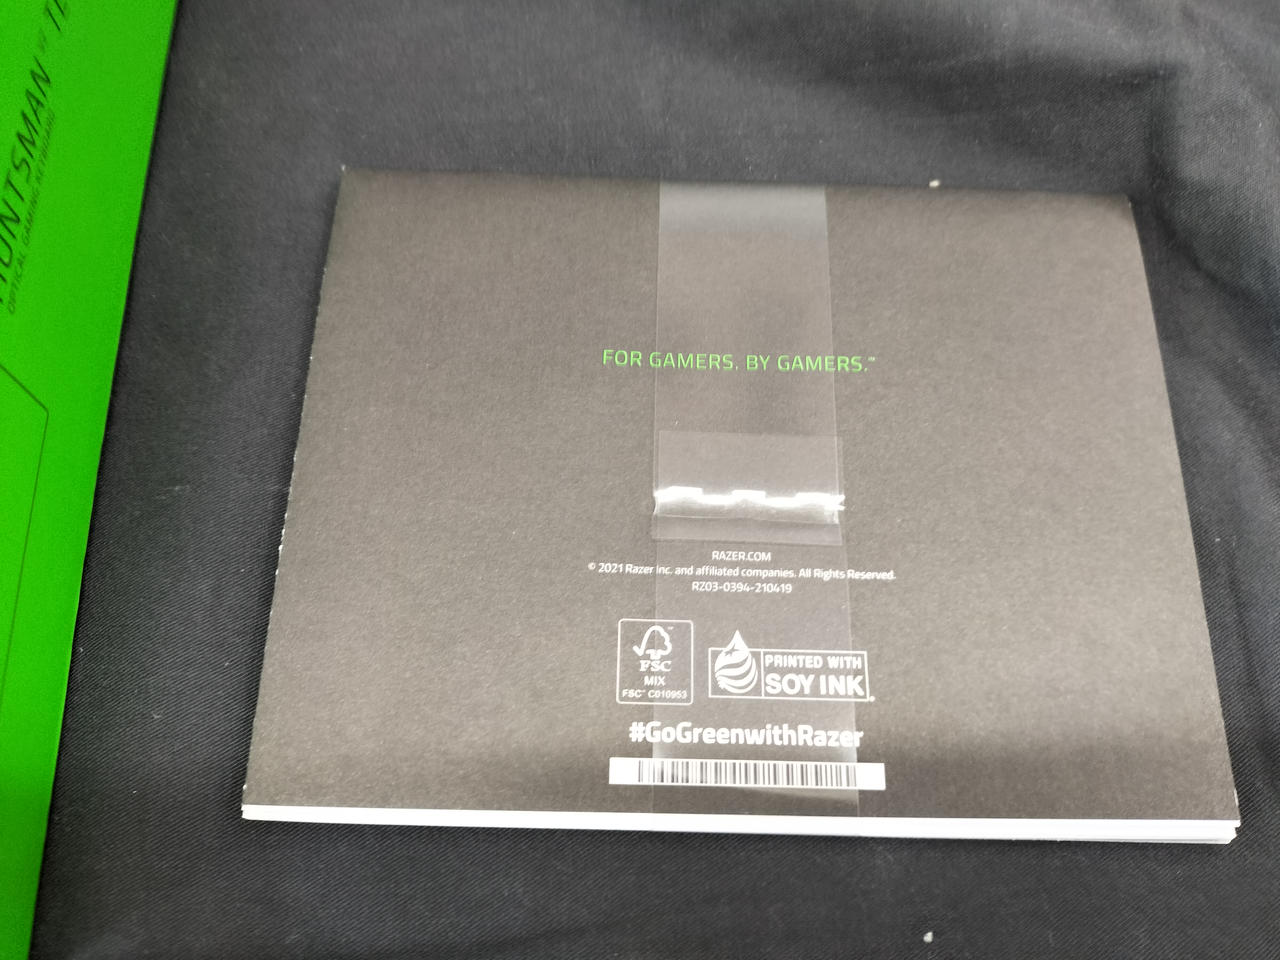 HUNTSMAN™
OPTICAL GAMING KEYBOARD
FOR GAMERS. BY GAMERS.™
RAZER.COM
© 2021 Razer Inc. and affiliated companies. All Rights Reserved.
RZ03-0394-210419
FSC
MIX
FSC™ C010953
PRINTED WITH
SOY INK
#GoGreenwithRazer